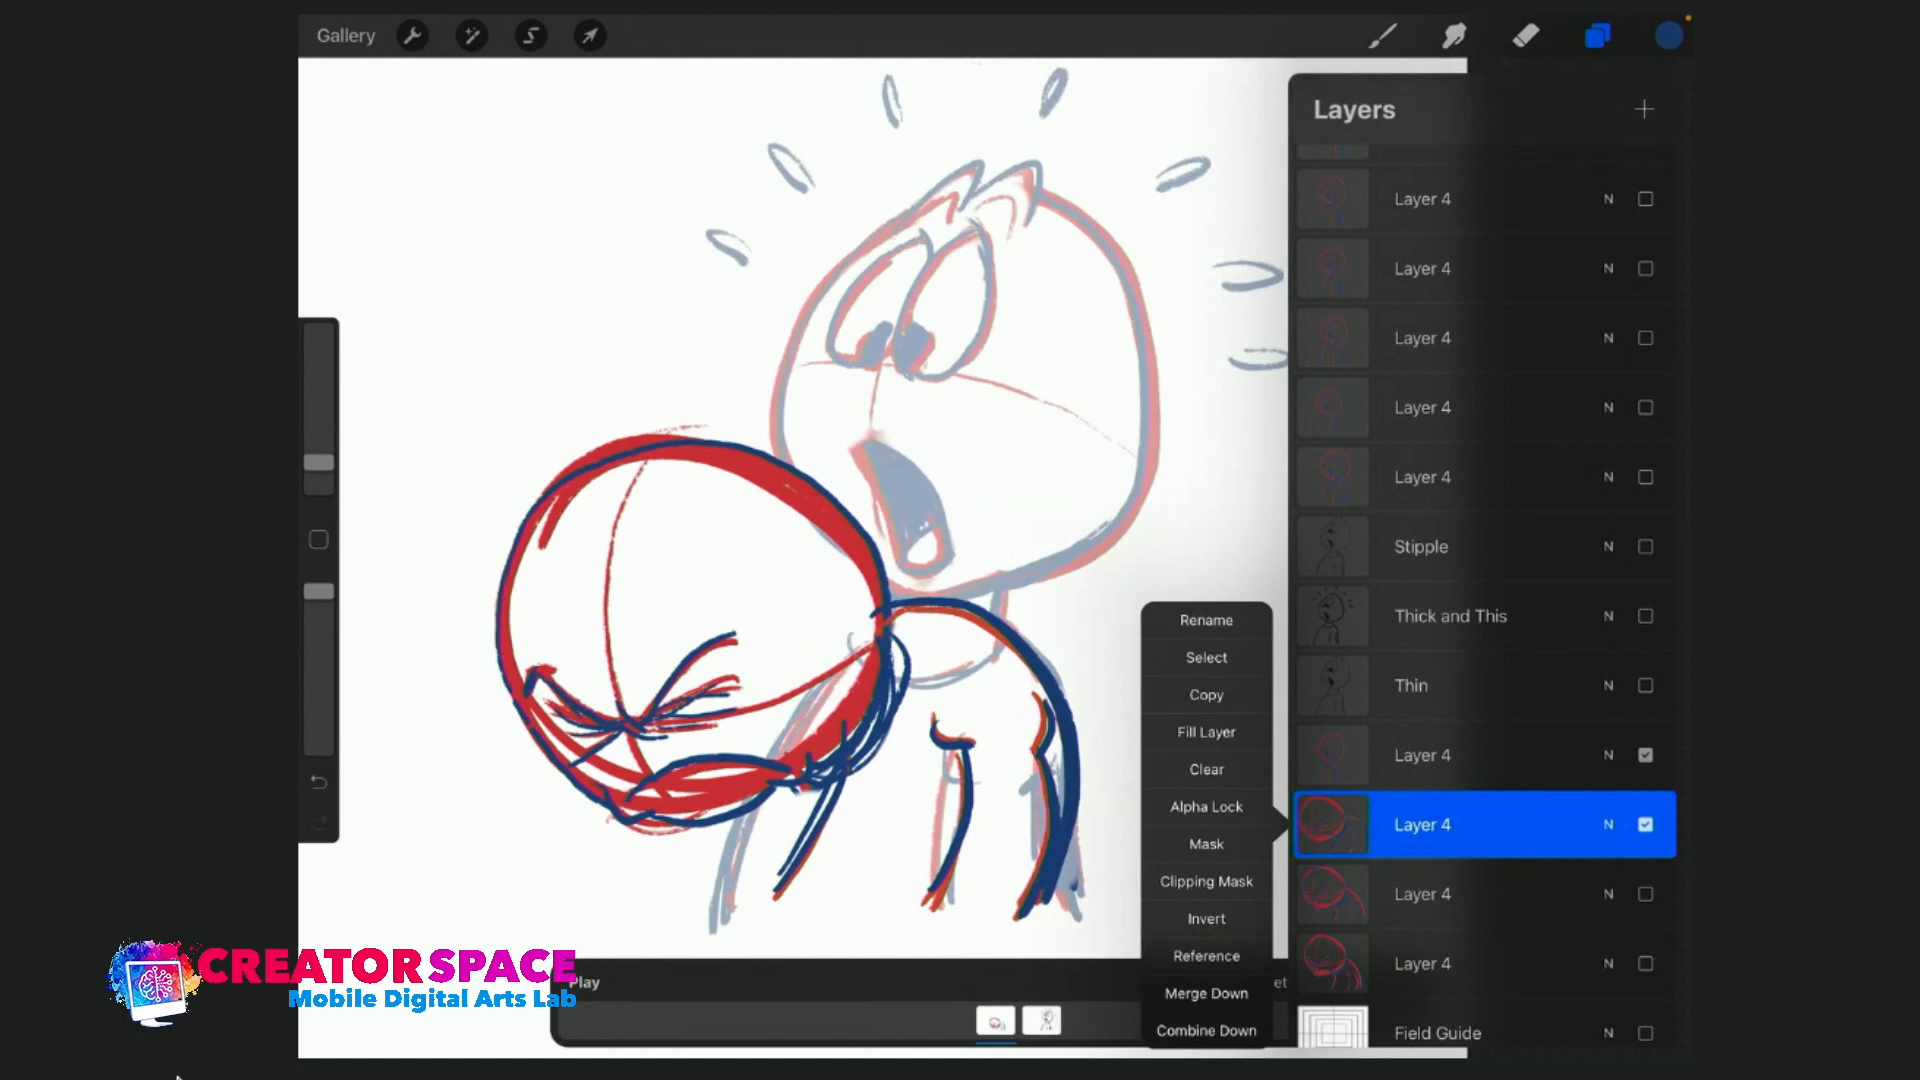 Gallery
Layers
Layer 4 N
Layer 4 N
Layer 4 N
Layer 4 N
Layer 4 N
Stipple N
Thick and This N
Thin N
Layer 4 N
Layer 4 N
Layer 4 N
Layer 4 N
Field Guide N
Rename
Select
Copy
Fill Layer
Clear
Alpha Lock
Mask
Clipping Mask
Invert
Reference
Merge Down
Combine Down
Play
CREATORSPACE
Mobile Digital Arts Lab